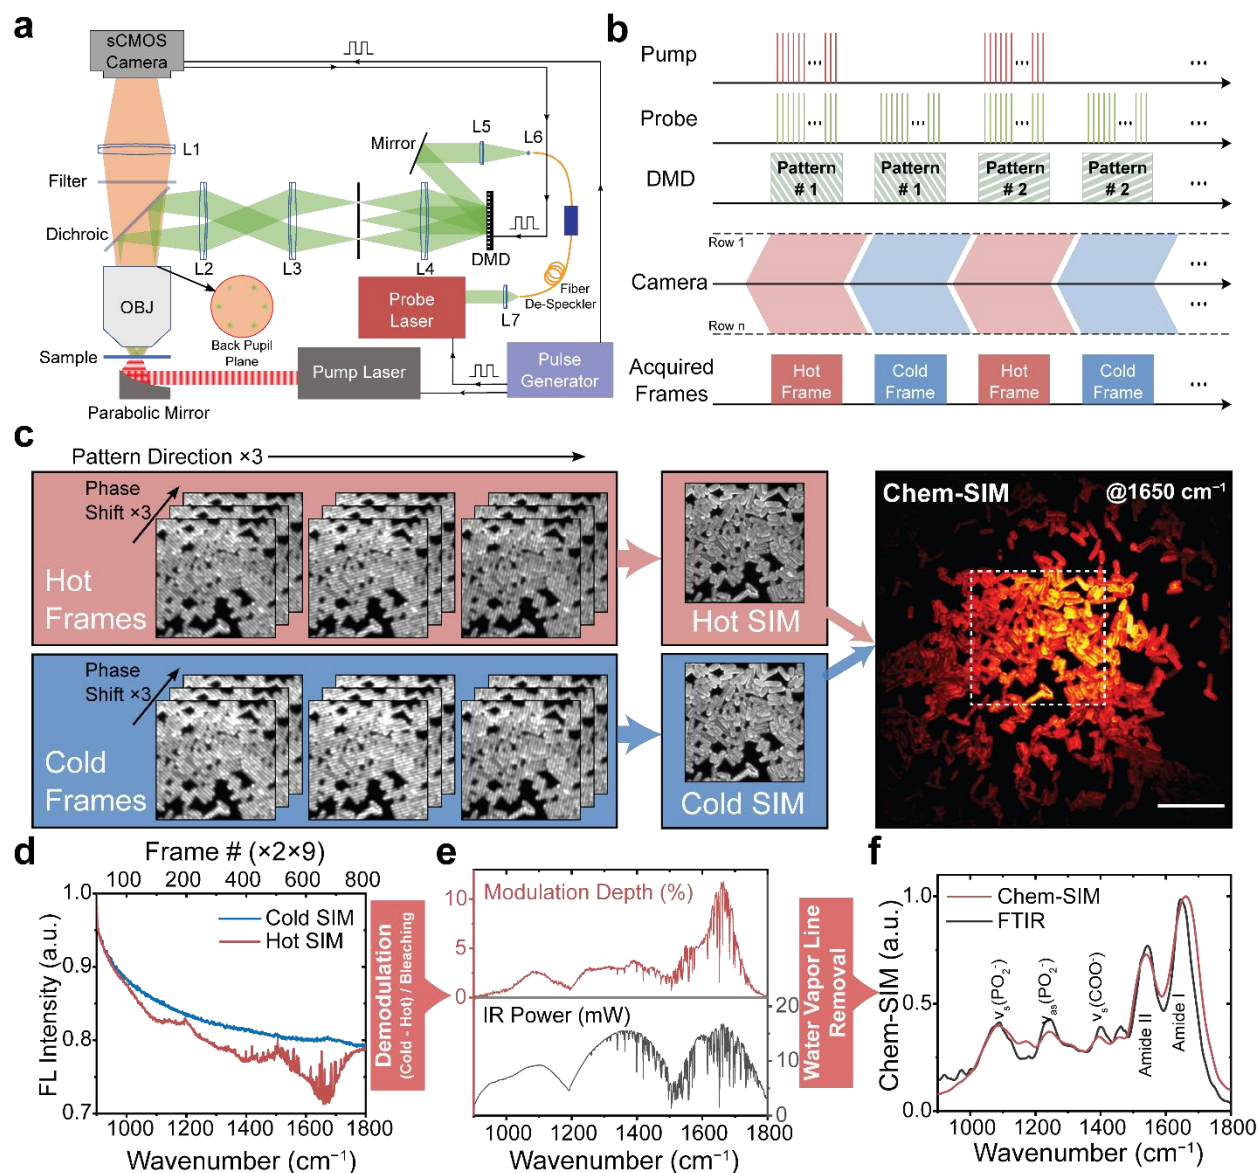 a
sCMOS
Camera
L1
Filter
Dichroic
L2
L3
L4
Mirror
L5
L6
DMD
OBJ
Back Pupil
Plane
Sample
Parabolic Mirror
Pump Laser
Probe
Laser
L7
Fiber
De-Speckler
Pulse
Generator
b
Pump
...
...
...
Probe
...
...
...
...
...
DMD
Pattern
# 1
Pattern
# 1
Pattern
# 2
Pattern
# 2
...
Row 1
Camera
...
...
Row n
Acquired
Frames
Hot
Frame
Cold
Frame
Hot
Frame
Cold
Frame
...
c
Pattern Direction ×3
Phase
Shift ×3
Hot
Frames
Hot SIM
Phase
Shift ×3
Cold
Frames
Cold SIM
Chem-SIM
@1650 cm⁻¹
d
Frame # (×2×9)
100 200 300 400 500 600 700 800
1.0
0.9
0.8
0.7
FL Intensity (a.u.)
Cold SIM
Hot SIM
1000 1200 1400 1600 1800
Wavenumber (cm⁻¹)
Demodulation
(Cold - Hot) / Bleaching
e
Modulation Depth (%)
10
5
0
IR Power (mW)
20
15
10
5
0
1000 1200 1400 1600 1800
Wavenumber (cm⁻¹)
Water Vapor Line
Removal
f
Chem-SIM (a.u.)
1.0
0.5
0.0
Chem-SIM
FTIR
νs(PO₂⁻)
νas(PO₂⁻)
νs(COO⁻)
Amide II
Amide I
1000 1200 1400 1600 1800
Wavenumber (cm⁻¹)